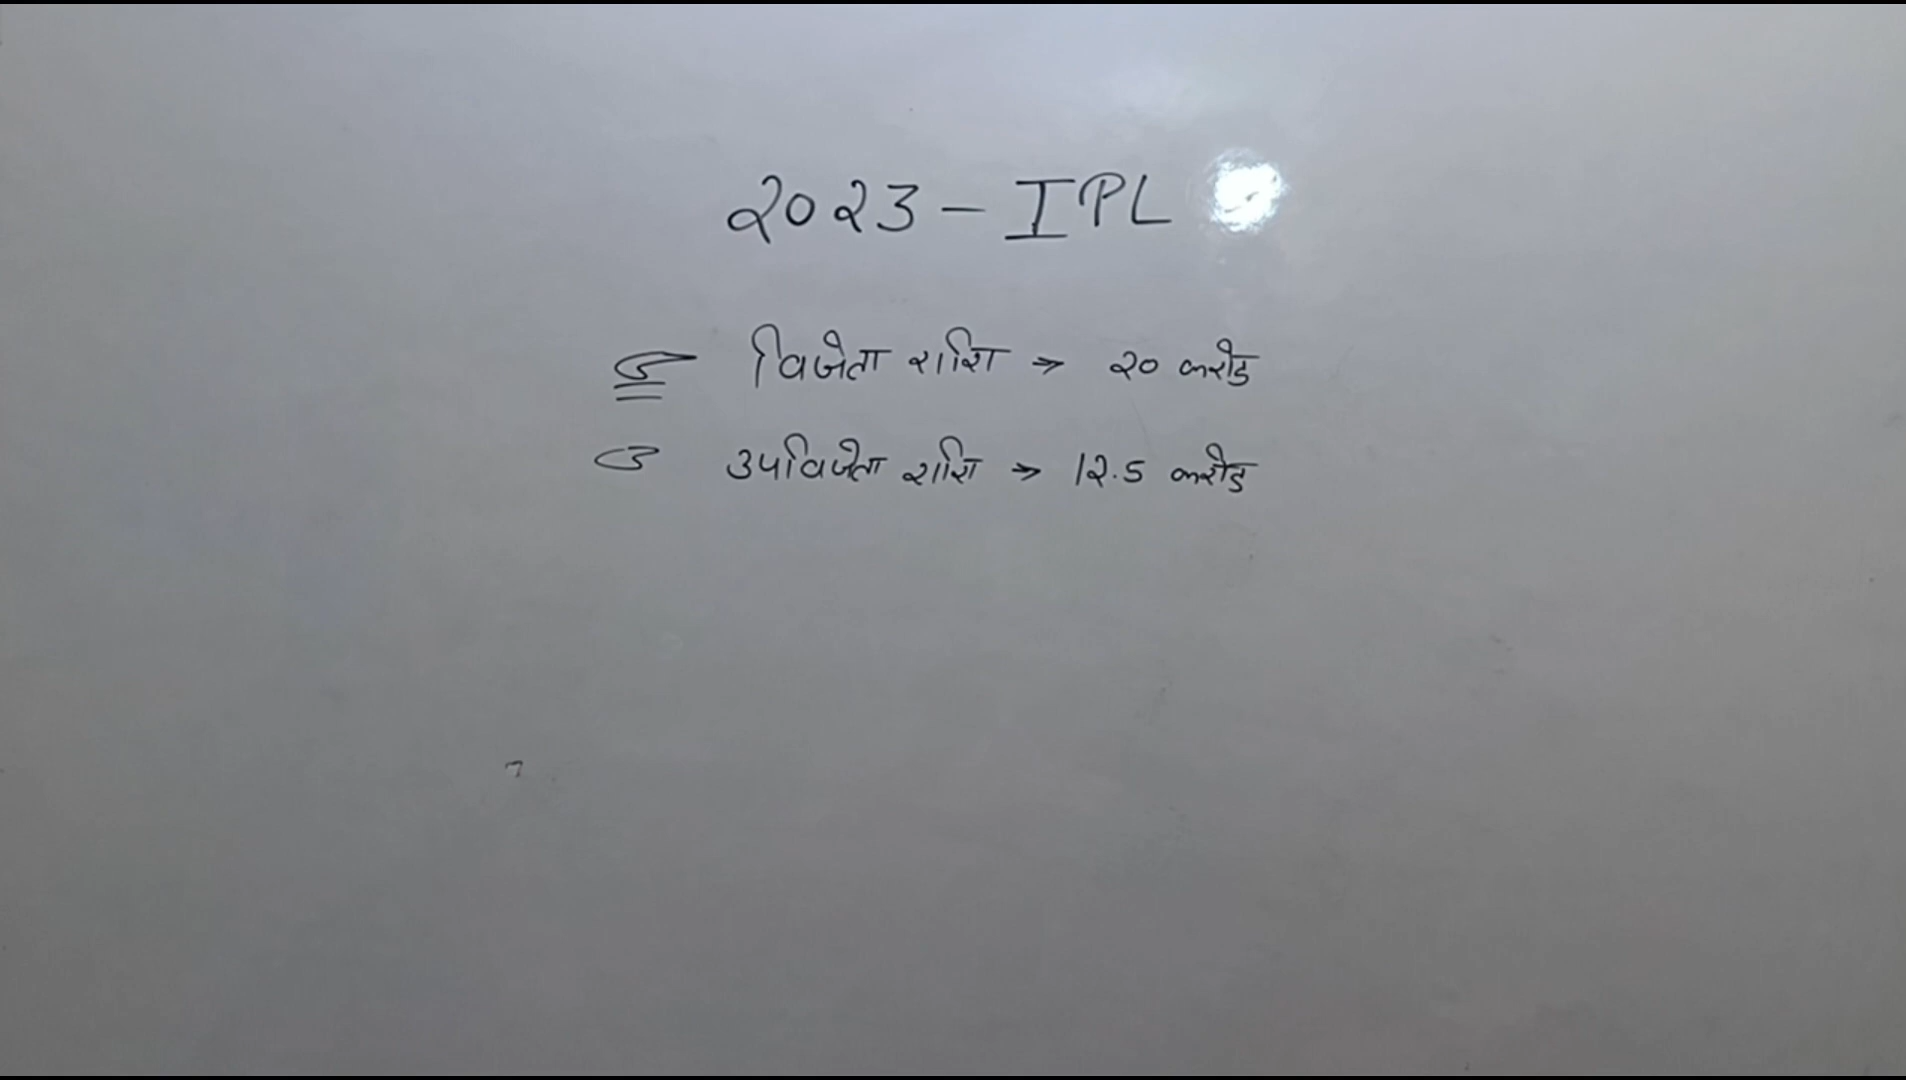 2023 - IPL
विजेता राशि → 20 करोड़
उपविजेता राशि → 12.5 करोड़